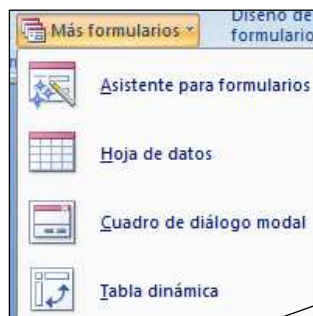 Más formularios
Diseño de
formulario
Asistente para formularios
Hoja de datos
Cuadro de diálogo modal
Tabla dinámica